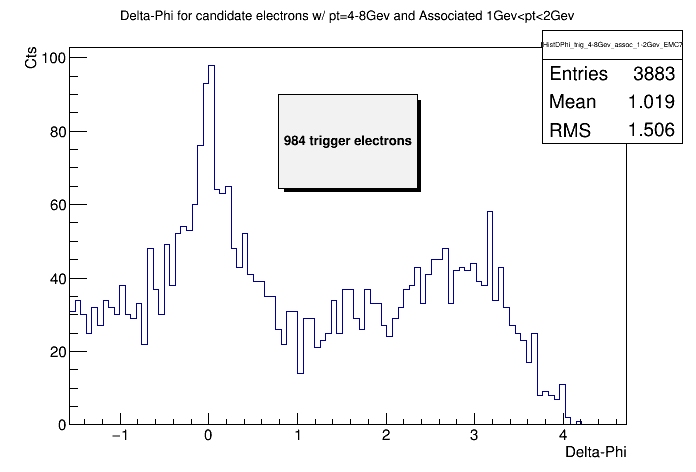 Delta-Phi for candidate electrons w/ pt=4-8Gev and Associated 1Gev<pt<2Gev
HistDPhi_trig_4-8Gev_assoc_1-2Gev_EMC7
Entries 3883
Mean 1.019
RMS 1.506
Cts
100
80
60
40
20
0
984 trigger electrons
−1 0 1 2 3 4
Delta-Phi